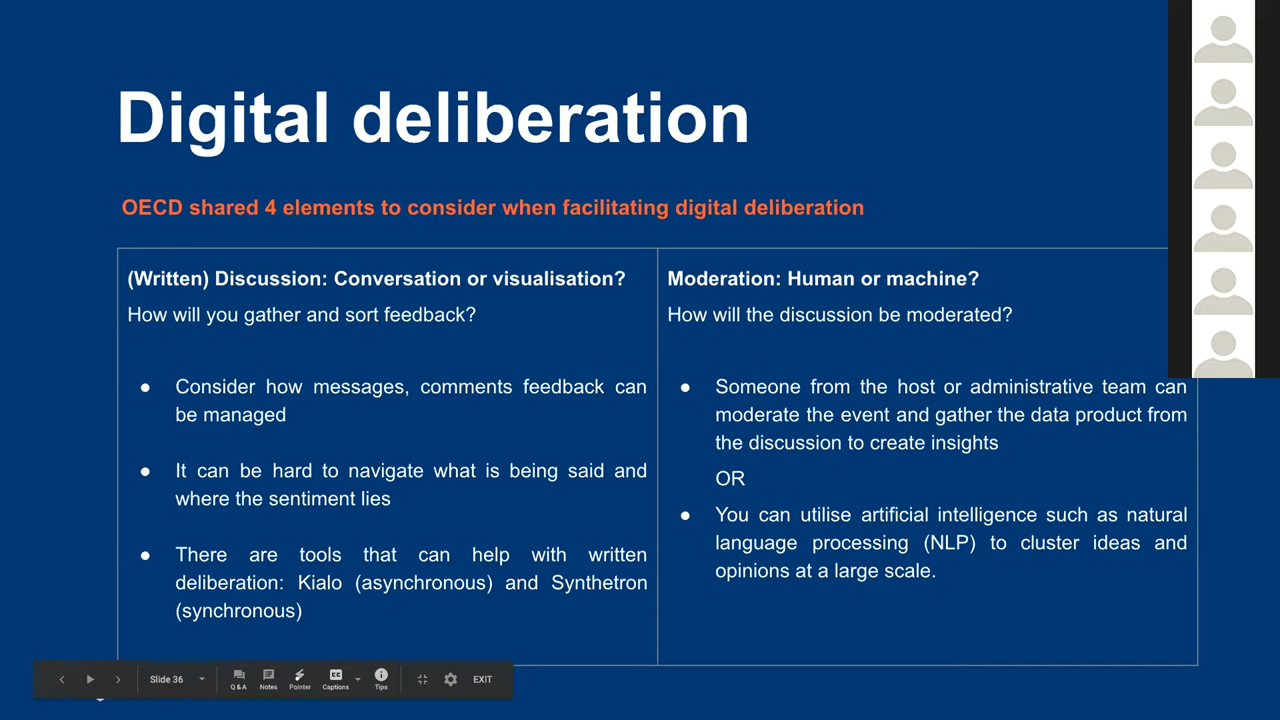 Digital deliberation
OECD shared 4 elements to consider when facilitating digital deliberation
(Written) Discussion: Conversation or visualisation?
How will you gather and sort feedback?
● Consider how messages, comments feedback can
be managed
● It can be hard to navigate what is being said and
where the sentiment lies
● There are tools that can help with written
deliberation: Kialo (asynchronous) and Synthetron
(synchronous)
Moderation: Human or machine?
How will the discussion be moderated?
● Someone from the host or administrative team can
moderate the event and gather the data product from
the discussion to create insights
OR
● You can utilise artificial intelligence such as natural
language processing (NLP) to cluster ideas and
opinions at a large scale.
Slide 36
Q & A
Notes
Pointer
CC
Captions
Tips
EXIT